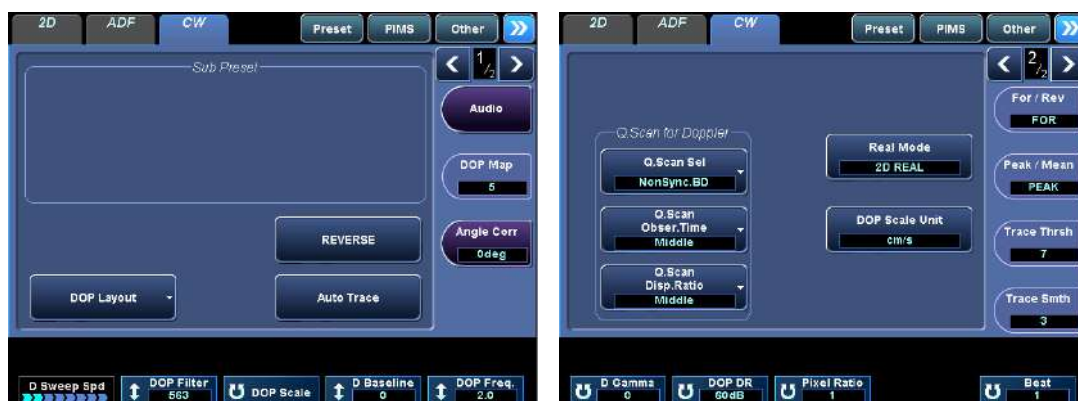 2D ADF CW Preset PIMS Other
Sub Preset
1/2
Audio
DOP Map
5
REVERSE
Angle Corr
0deg
DOP Layout
Auto Trace
D Sweep Spd
DOP Filter
563
DOP Scale
D Baseline
0
DOP Freq.
2.0
2D ADF CW Preset PIMS Other
2/2
For / Rev
FOR
Q.Scan for Doppler
Q.Scan Sel
NonSync.BD
Real Mode
2D REAL
Peak / Mean
PEAK
Q.Scan
Obser.Time
Middle
DOP Scale Unit
cm/s
Trace Thrsh
7
Q.Scan
Disp.Ratio
Middle
Trace Smth
3
D Gamma
0
DOP DR
60dB
Pixel Ratio
1
Beat
1